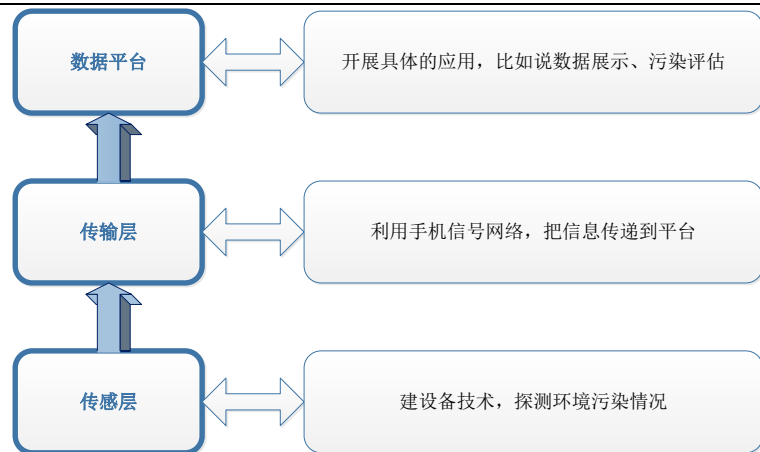 数据平台
开展具体的应用，比如说数据展示、污染评估
传输层
利用手机信号网络，把信息传递到平台
传感层
建设备技术，探测环境污染情况